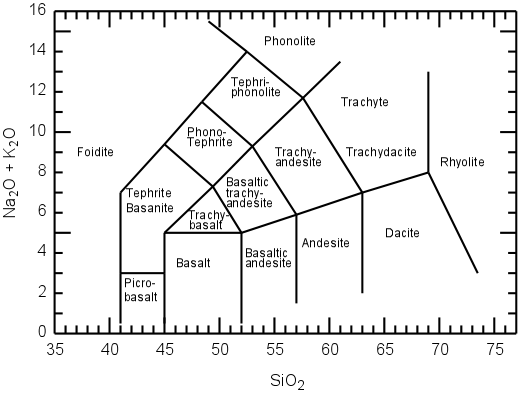 16
14
12
10
8
6
4
2
0
Na₂O + K₂O
Phonolite
Tephri-
phonolite
Trachyte
Phono-
Tephrite
Foidite
Trachy-
andesite
Trachydacite
Rhyolite
Tephrite
Basanite
Basaltic
trachy-
andesite
Trachy-
basalt
Basalt
Basaltic
andesite
Andesite
Dacite
Picro-
basalt
35 40 45 50 55 60 65 70 75
SiO₂